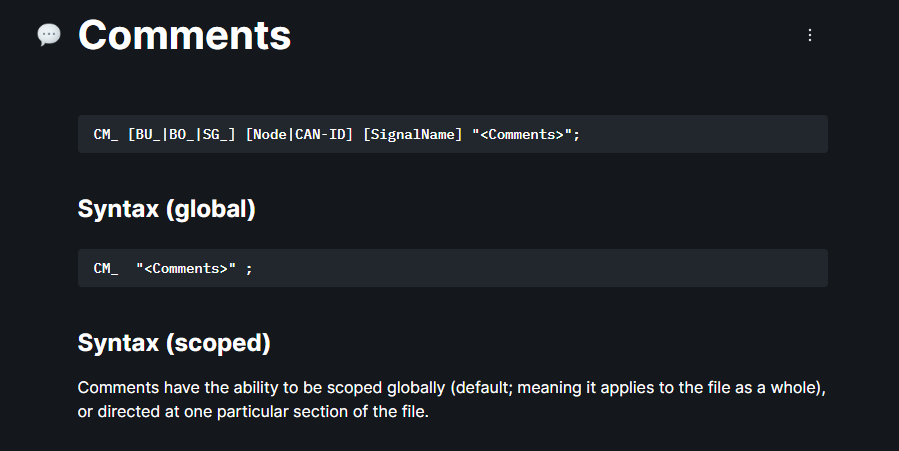 Comments
CM_ [BU_|BO_|SG_] [Node|CAN-ID] [SignalName] "<Comments>";
Syntax (global)
CM_  "<Comments>" ;
Syntax (scoped)
Comments have the ability to be scoped globally (default; meaning it applies to the file as a whole),
or directed at one particular section of the file.